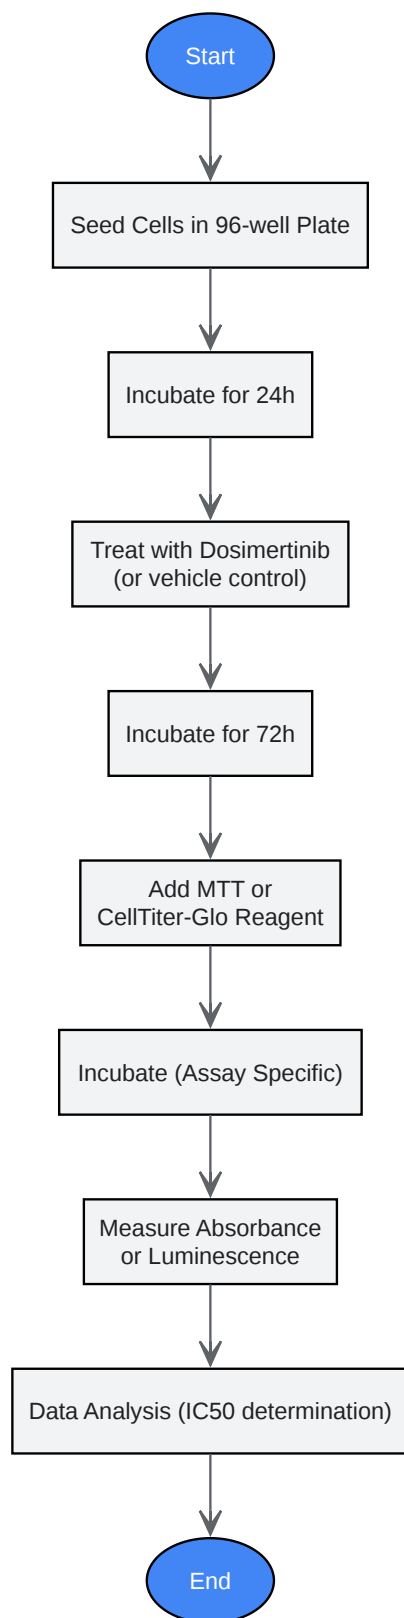 Start
Seed Cells in 96-well Plate
Incubate for 24h
Treat with Dosimertinib
(or vehicle control)
Incubate for 72h
Add MTT or
CellTiter-Glo Reagent
Incubate (Assay Specific)
Measure Absorbance
or Luminescence
Data Analysis (IC50 determination)
End